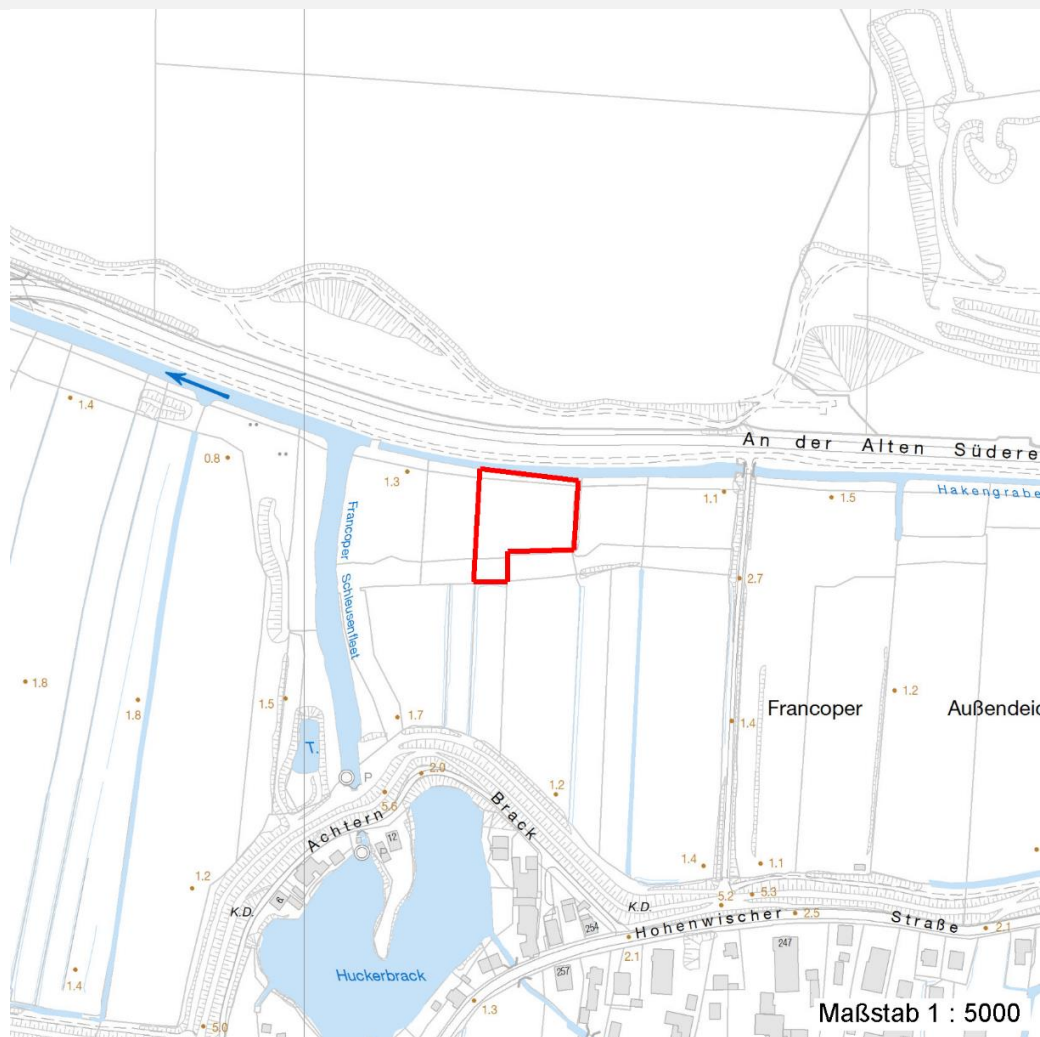 An der Alten Südere
Hakengrabe
1.4
0.8
1.3
1.1
1.5
Francoper Schleusenfleet
2.7
1.8
1.8
1.5
1.7
1.2
1.4
Francoper
Außendeic
T.
P
2.0
5.6
1.2
Achtern Brack
12
P
6
K.D.
1.2
1.4
1.1
5.2
5.3
K.D
Hohenwischer Straße
2.5
2.1
254
247
257
2.1
Huckerbrack
1.4
1.3
5.0
Maßstab 1 : 5000